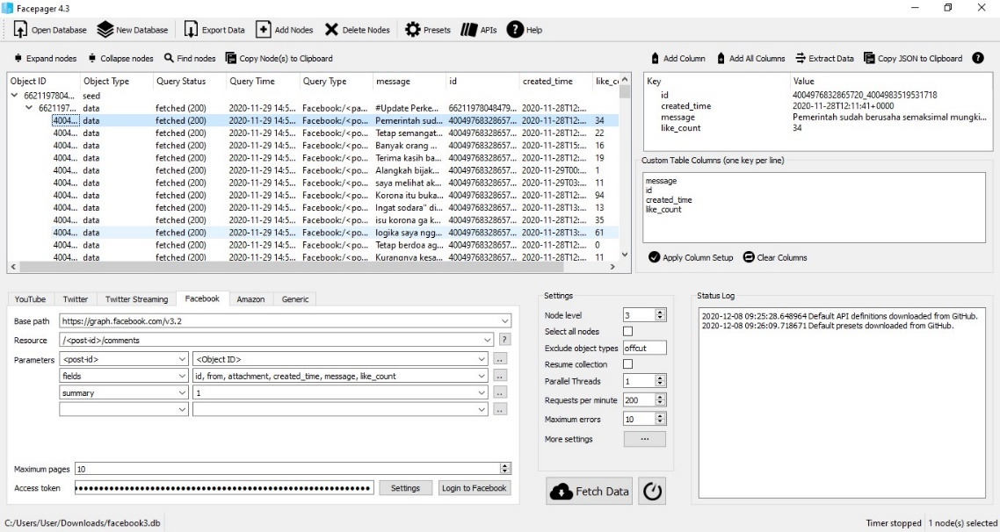 Facepager 4.3
Open Database New Database Export Data Add Nodes Delete Nodes Presets APIs Help
Expand nodes Collapse nodes Find nodes Copy Node(s) to Clipboard
Object ID Object Type Query Status Query Time Query Type message id created_time like_c
6621197804... seed
6621197... data fetched (200) 2020-11-29 14:5... Facebook:/<po... #Update Perke... 66211978048479... 2020-11-28T12:...
4004... data fetched (200) 2020-11-29 14:5... Facebook:/<po... Pemerintah sud... 40049768328657... 2020-11-28T12:... 34
4004... data fetched (200) 2020-11-29 14:5... Facebook:/<po... Tetap semangat... 40049768328657... 2020-11-28T12:... 22
4004... data fetched (200) 2020-11-29 14:5... Facebook:/<po... Banyak orang ... 40049768328657... 2020-11-28T15:... 16
4004... data fetched (200) 2020-11-29 14:5... Facebook:/<po... Terima kasih ba... 40049768328657... 2020-11-28T12:... 19
4004... data fetched (200) 2020-11-29 14:5... Facebook:/<po... Alangkah bijak... 40049768328657... 2020-11-29T00:... 1
4004... data fetched (200) 2020-11-29 14:5... Facebook:/<po... saya melihat ak... 40049768328657... 2020-11-29T03:... 11
4004... data fetched (200) 2020-11-29 14:5... Facebook:/<po... Korona itu buka... 40049768328657... 2020-11-28T12:... 94
4004... data fetched (200) 2020-11-29 14:5... Facebook:/<po... Ingat sodara" di... 40049768328657... 2020-11-28T13:... 13
4004... data fetched (200) 2020-11-29 14:5... Facebook:/<po... isu korona ga k... 40049768328657... 2020-11-28T12:... 35
4004... data fetched (200) 2020-11-29 14:5... Facebook:/<po... logika saya ngg... 40049768328657... 2020-11-28T13:... 61
4004... data fetched (200) 2020-11-29 14:5... Facebook:/<po... Tetap berdoa ag... 40049768328657... 2020-11-28T12:... 0
4004... data fetched (200) 2020-11-29 14:5... Facebook:/<po... Kurangnya kesa... 40049768328657... 2020-11-28T12:... 11
Add Column Add All Columns Extract Data Copy JSON to Clipboard
Key Value
id 4004976832865720_4004983519531718
created_time 2020-11-28T12:11:41+0000
message Pemerintah sudah berusaha semaksimal mungki...
like_count 34
Custom Table Columns (one key per line)
message
id
created_time
like_count
Apply Column Setup Clear Columns
YouTube Twitter Twitter Streaming Facebook Amazon Generic
Base path https://graph.facebook.com/v3.2
Resource /<post-id>/comments ?
Parameters <post-id> <Object ID> ..
fields id, from, attachment, created_time, message, like_count ..
summary 1 ..
..
Maximum pages 10
Access token Settings Login to Facebook
Settings
Node level 3
Select all nodes
Exclude object types offcut
Resume collection
Parallel Threads 1
Requests per minute 200
Maximum errors 10
More settings ...
Fetch Data
Status Log
2020-12-08 09:25:28.648964 Default API definitions downloaded from GitHub.
2020-12-08 09:26:09.718671 Default presets downloaded from GitHub.
C:/Users/User/Downloads/facebook3.db
Timer stopped 1 node(s) selected